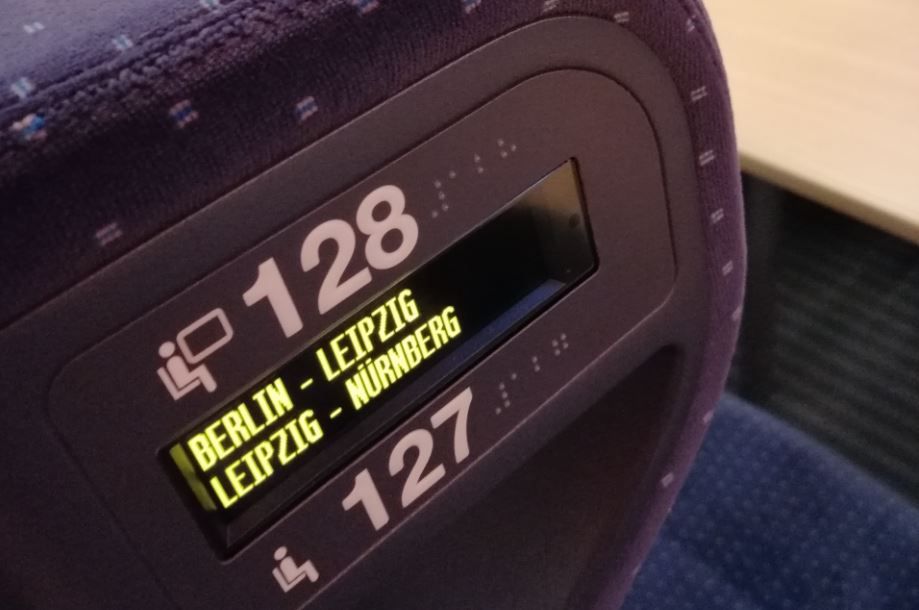 128
BERLIN - LEIPZIG
LEIPZIG - NÜRNBERG
127